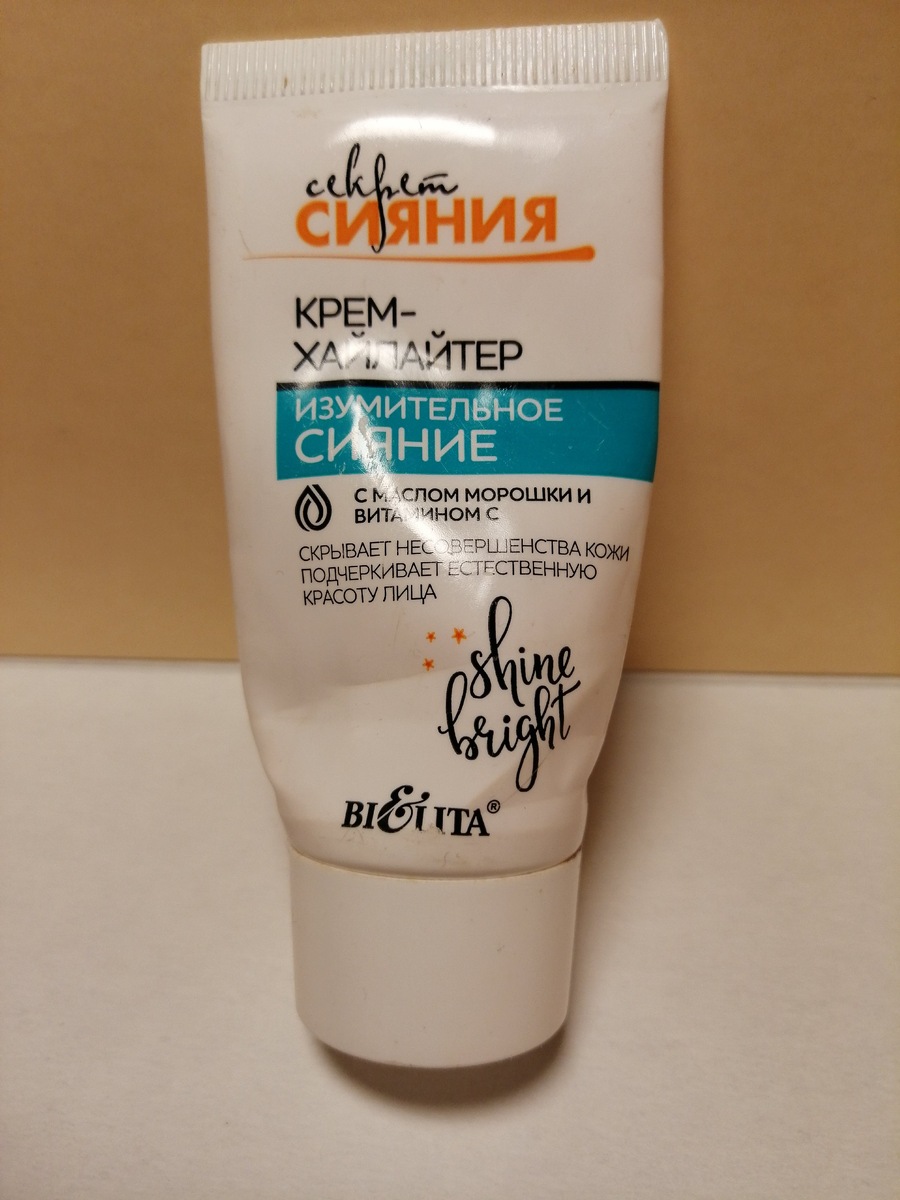 секрет
СИЯНИЯ
КРЕМ-
ХАЙЛАЙТЕР
ИЗУМИТЕЛЬНОЕ
СИЯНИЕ
С МАСЛОМ МОРОШКИ И
ВИТАМИНОМ С
СКРЫВАЕТ НЕСОВЕРШЕНСТВА КОЖИ
ПОДЧЕРКИВАЕТ ЕСТЕСТВЕННУЮ
КРАСОТУ ЛИЦА
shine
bright
BIELITA®